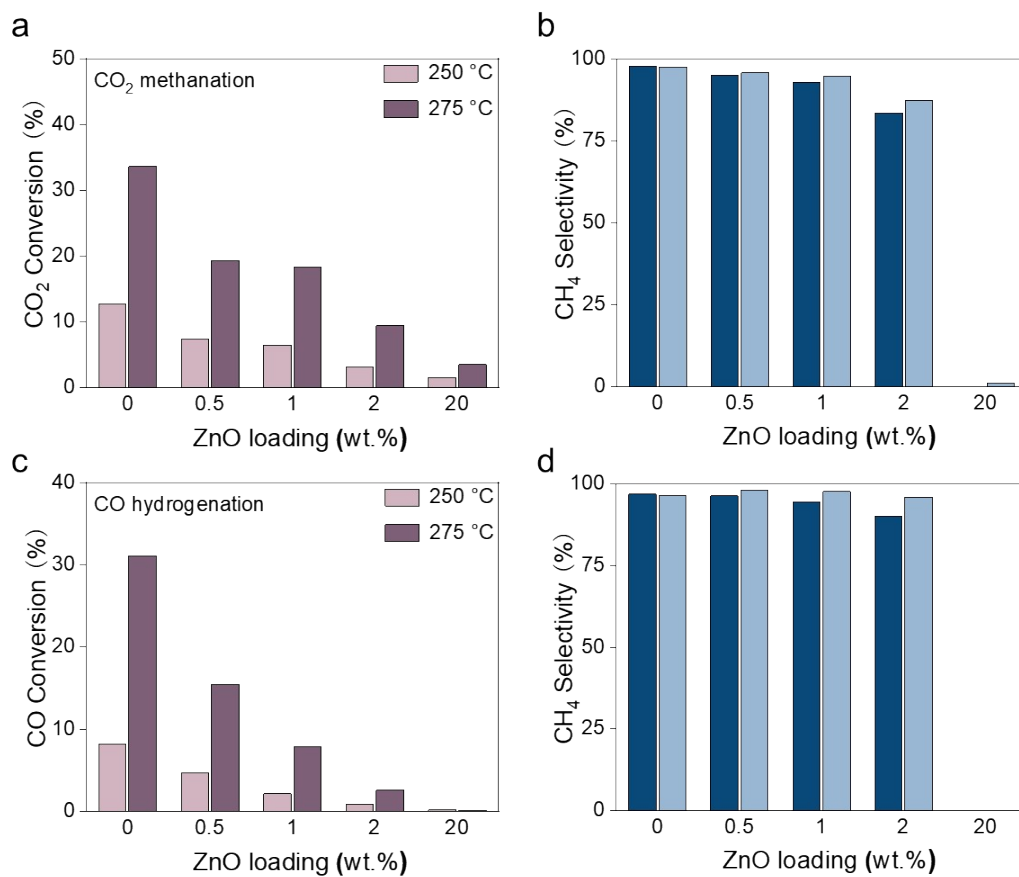 a
CO₂ methanation
250 °C
275 °C
50
40
30
20
10
0
CO₂ Conversion (%)
0 0.5 1 2 20
ZnO loading (wt.%)
b
100
75
50
25
0
CH₄ Selectivity (%)
0 0.5 1 2 20
ZnO loading (wt.%)
c
CO hydrogenation
250 °C
275 °C
40
30
20
10
0
CO Conversion (%)
0 0.5 1 2 20
ZnO loading (wt.%)
d
100
75
50
25
0
CH₄ Selectivity (%)
0 0.5 1 2 20
ZnO loading (wt.%)